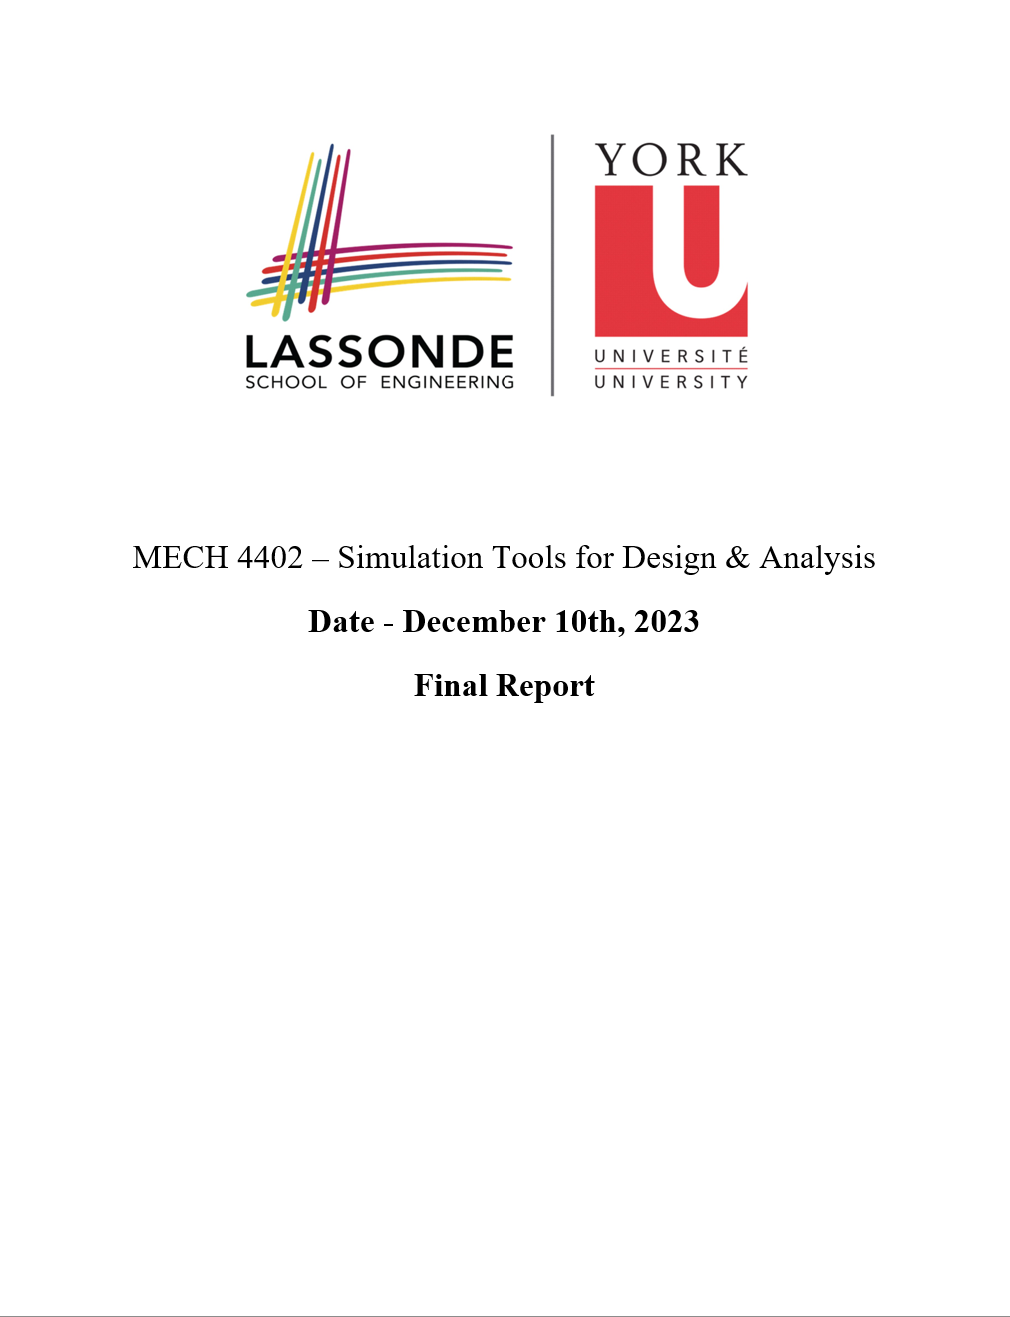 LASSONDE
SCHOOL OF ENGINEERING
YORK
U
UNIVERSITÉ
UNIVERSITY
MECH 4402 – Simulation Tools for Design & Analysis
Date - December 10th, 2023
Final Report